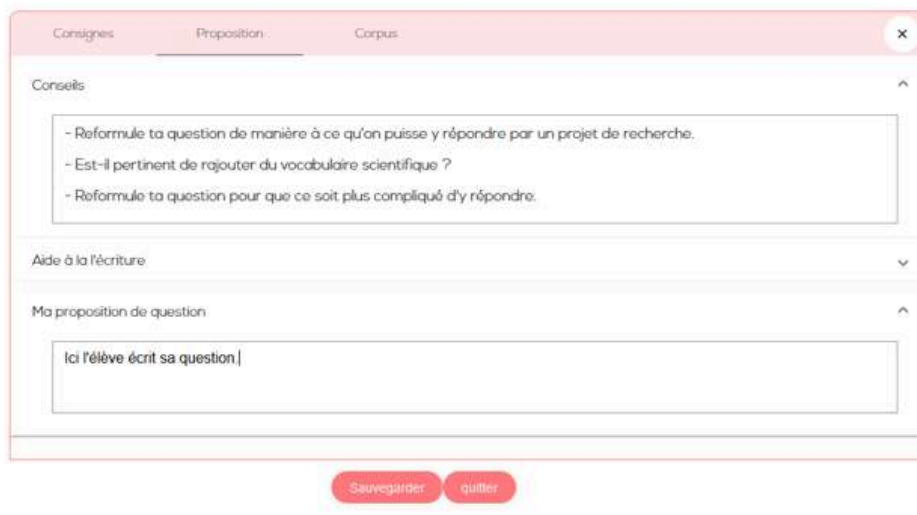 Consignes Proposition Corpus ×
Conseils
- Reformule ta question de manière à ce qu'on puisse y répondre par un projet de recherche.
- Est-il pertinent de rajouter du vocabulaire scientifique ?
- Reformule ta question pour que ce soit plus compliqué d'y répondre.
Aide à la l'écriture
Ma proposition de question
Ici l'élève écrit sa question.
Sauvegarder quitter